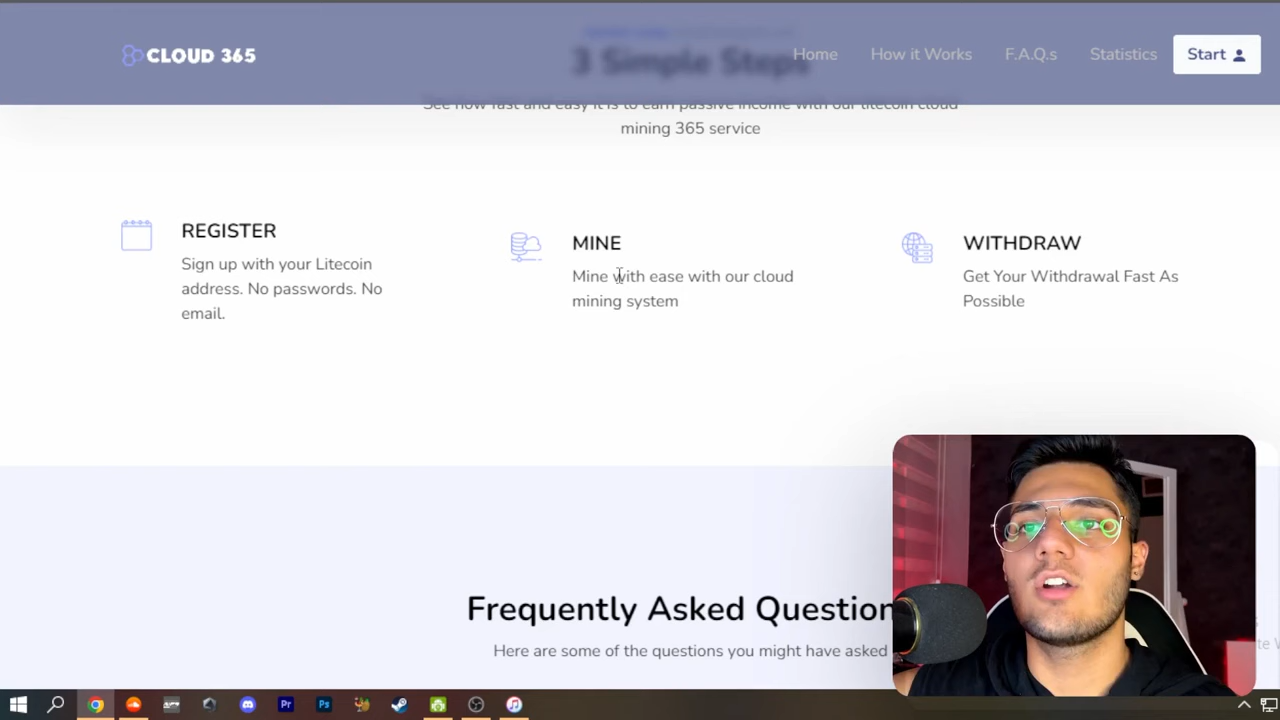 CLOUD 365
Home
How it Works
F.A.Q.s
Statistics
Start
3 Simple Steps
See how fast and easy it is to earn passive income with our litecoin cloud
mining 365 service
REGISTER
Sign up with your Litecoin
address. No passwords. No
email.
MINE
Mine with ease with our cloud
mining system
WITHDRAW
Get Your Withdrawal Fast As
Possible
Frequently Asked Question
Here are some of the questions you might have asked
Pr
Ps